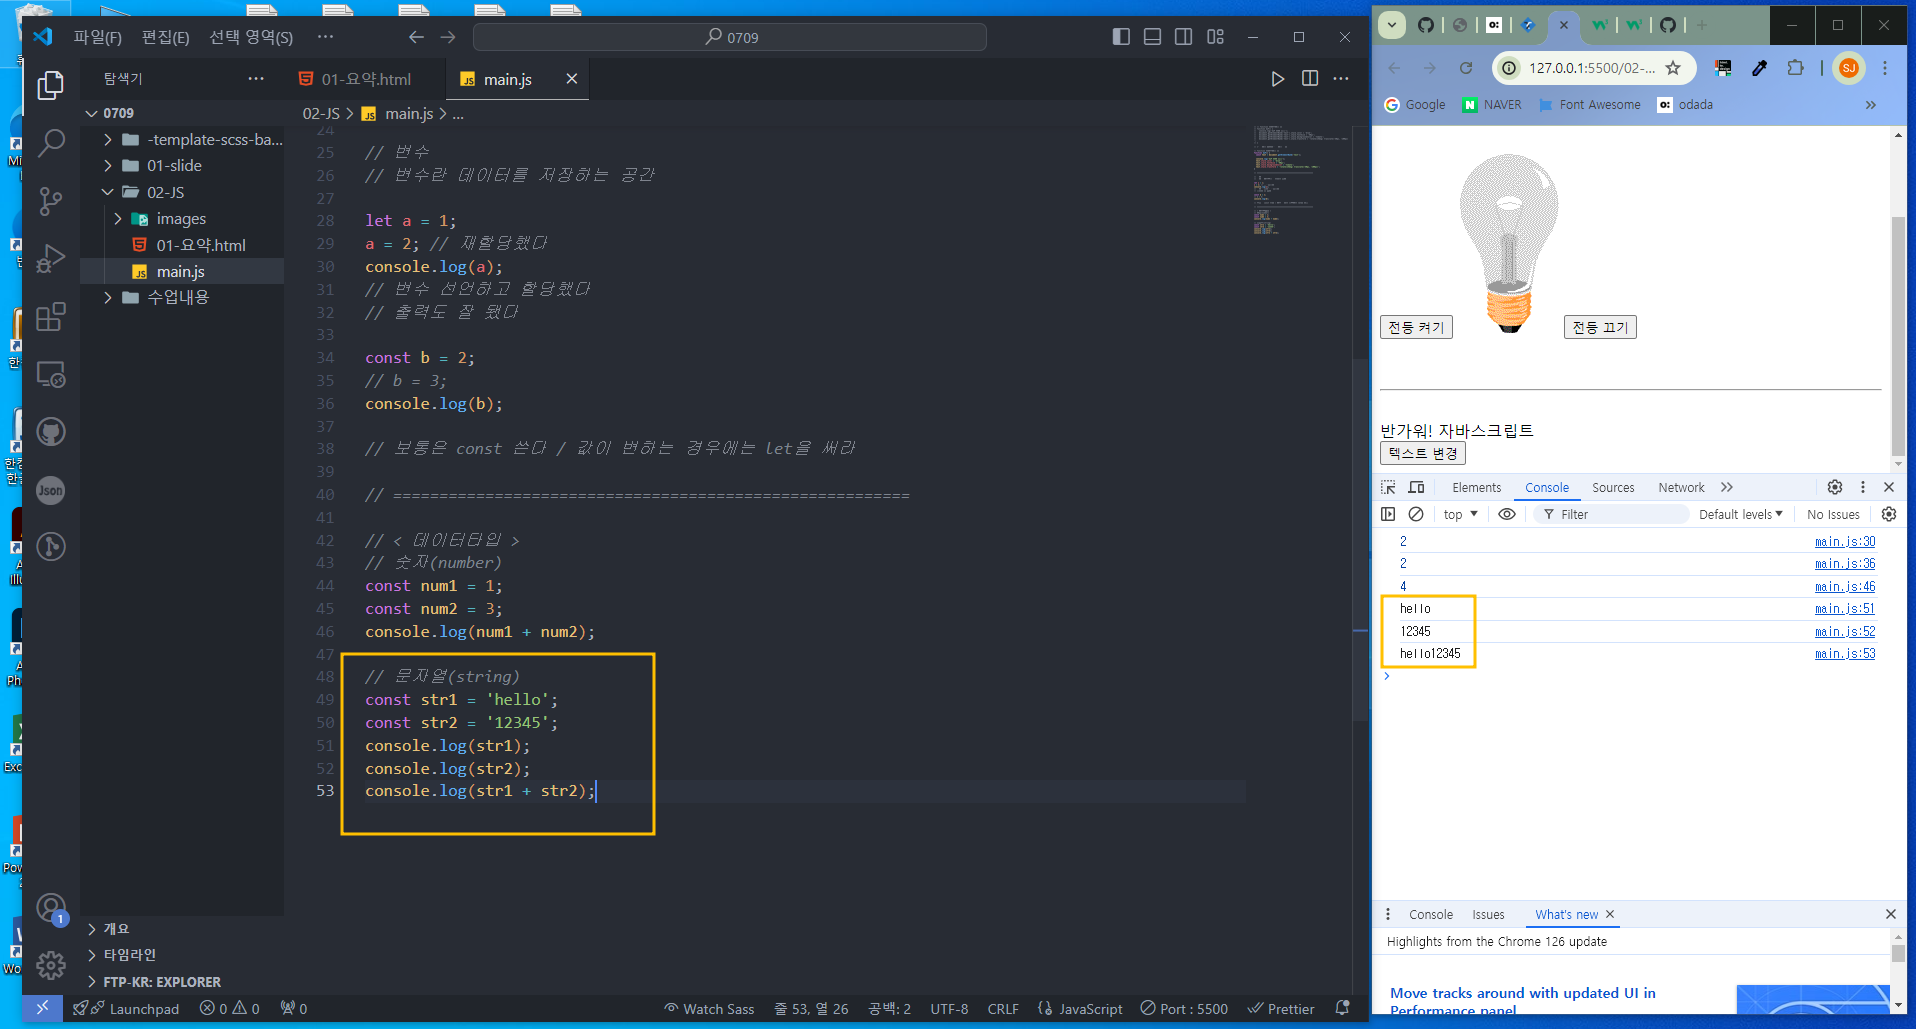 파일(F) 편집(E) 선택 영역(S) ··· 0709
탐색기 ···
01-요약.html
main.js
0709
-template-scss-ba...
01-slide
02-JS
images
01-요약.html
main.js
수업내용
개요
타임라인
FTP-KR: EXPLORER
02-JS > main.js > ...
24
25 // 변수
26 // 변수란 데이터를 저장하는 공간
27
28 let a = 1;
29 a = 2; // 재할당했다
30 console.log(a);
31 // 변수 선언하고 할당했다
32 // 출력도 잘 됐다
33
34 const b = 2;
35 // b = 3;
36 console.log(b);
37
38 // 보통은 const 쓴다 / 값이 변하는 경우에는 let을 써라
39
40 // ========================================================
41
42 // < 데이터타입 >
43 // 숫자(number)
44 const num1 = 1;
45 const num2 = 3;
46 console.log(num1 + num2);
47
48 // 문자열(string)
49 const str1 = 'hello';
50 const str2 = '12345';
51 console.log(str1);
52 console.log(str2);
53 console.log(str1 + str2);
Json
1
Launchpad 0 0 0 Watch Sass 줄 53, 열 26 공백: 2 UTF-8 CRLF {} JavaScript Port : 5500 Prettier
127.0.0.1:5500/02-... SJ
Google NAVER Font Awesome odada »
전등 켜기 전등 끄기
반가워! 자바스크립트
텍스트 변경
Elements Console Sources Network
top Filter Default levels No Issues
2 main.js:30
2 main.js:36
4 main.js:46
hello main.js:51
12345 main.js:52
hello12345 main.js:53
Console Issues What's new
Highlights from the Chrome 126 update
Move tracks around with updated UI in
Performance panel